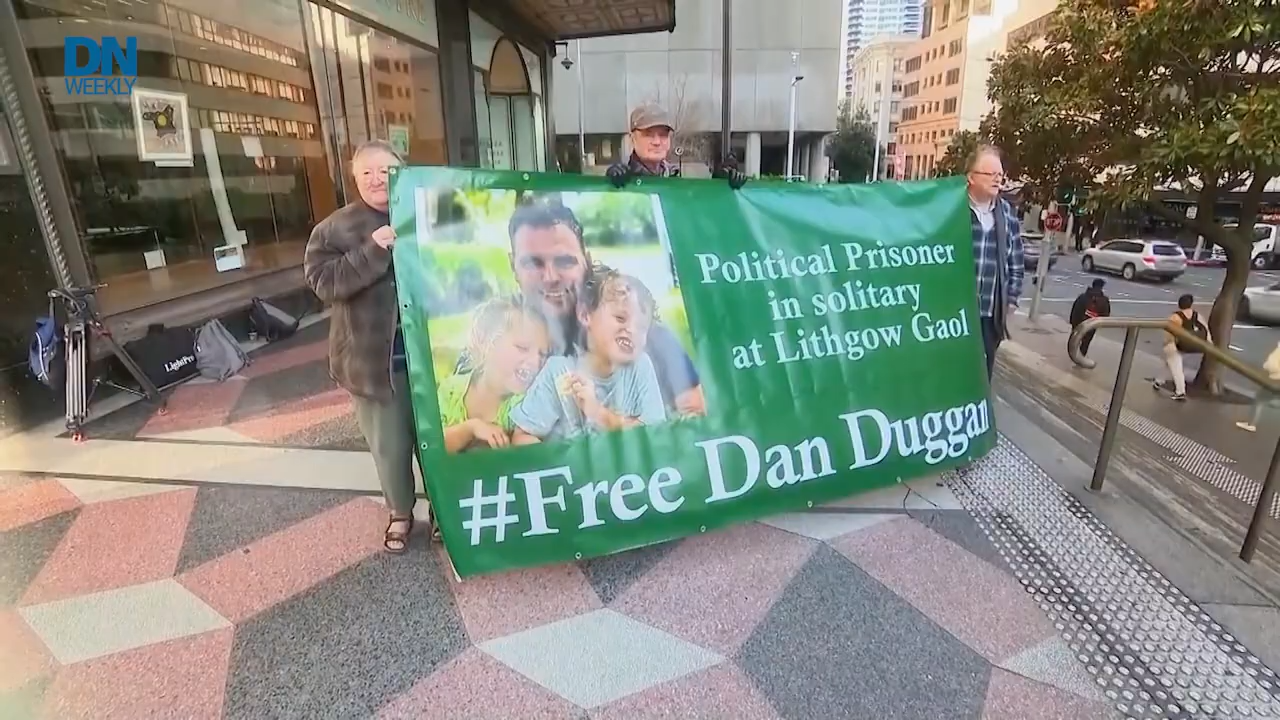 DN
WEEKLY
Political Prisoner
in solitary
at Lithgow Gaol
#Free Dan Duggan